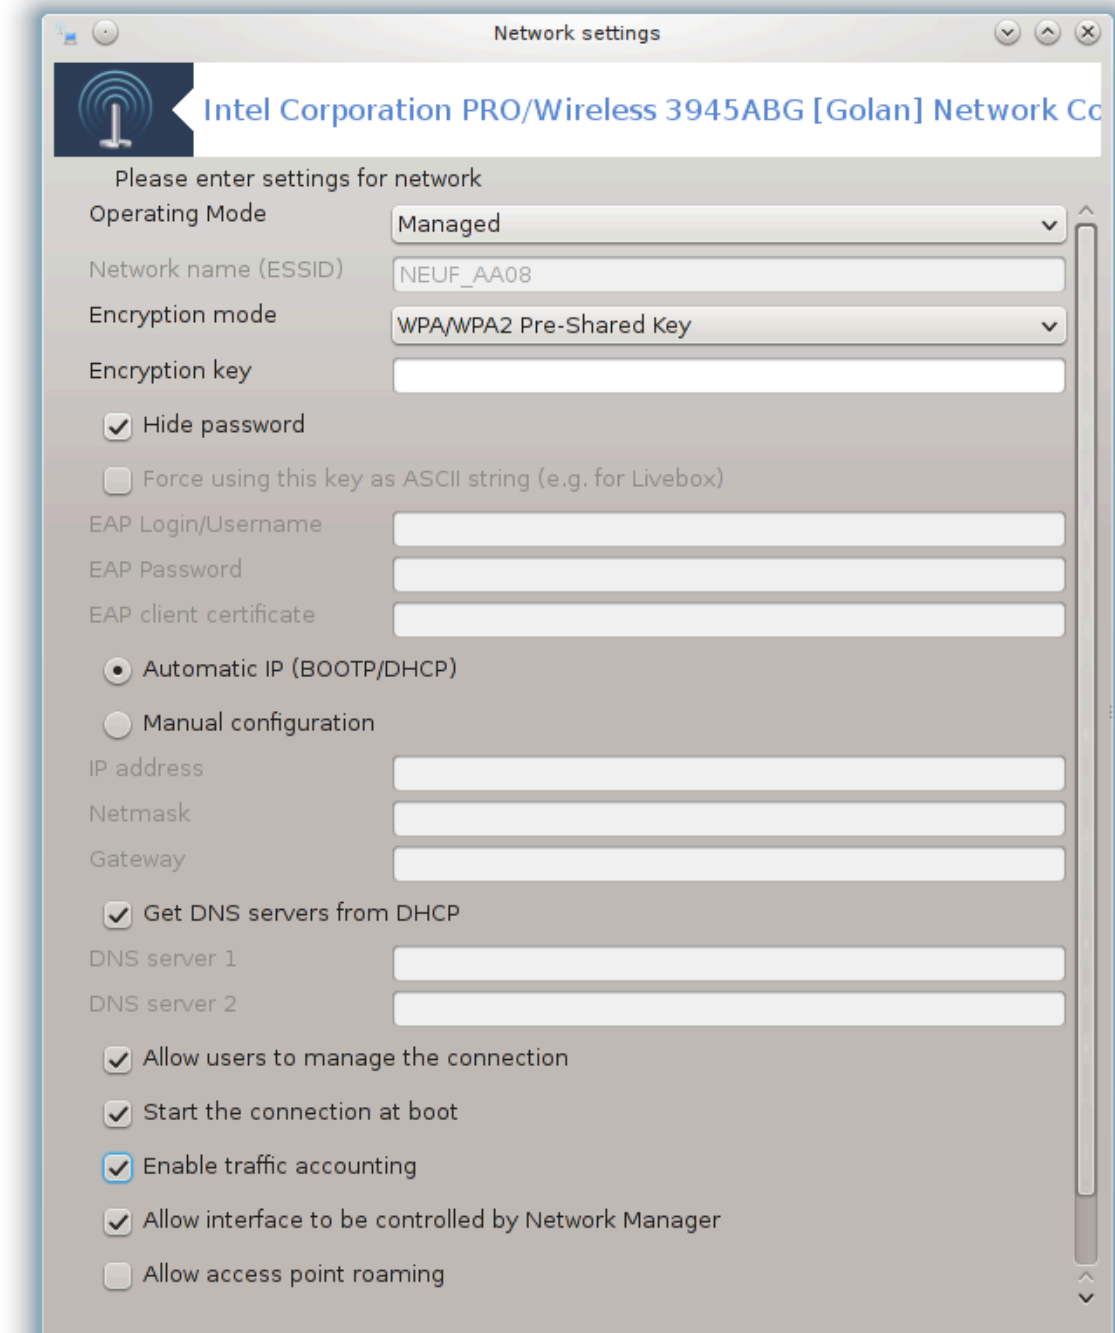 Network settings
Intel Corporation PRO/Wireless 3945ABG [Golan] Network Co
Please enter settings for network
Operating Mode
Managed
Network name (ESSID)
NEUF_AA08
Encryption mode
WPA/WPA2 Pre-Shared Key
Encryption key
Hide password
Force using this key as ASCII string (e.g. for Livebox)
EAP Login/Username
EAP Password
EAP client certificate
Automatic IP (BOOTP/DHCP)
Manual configuration
IP address
Netmask
Gateway
Get DNS servers from DHCP
DNS server 1
DNS server 2
Allow users to manage the connection
Start the connection at boot
Enable traffic accounting
Allow interface to be controlled by Network Manager
Allow access point roaming